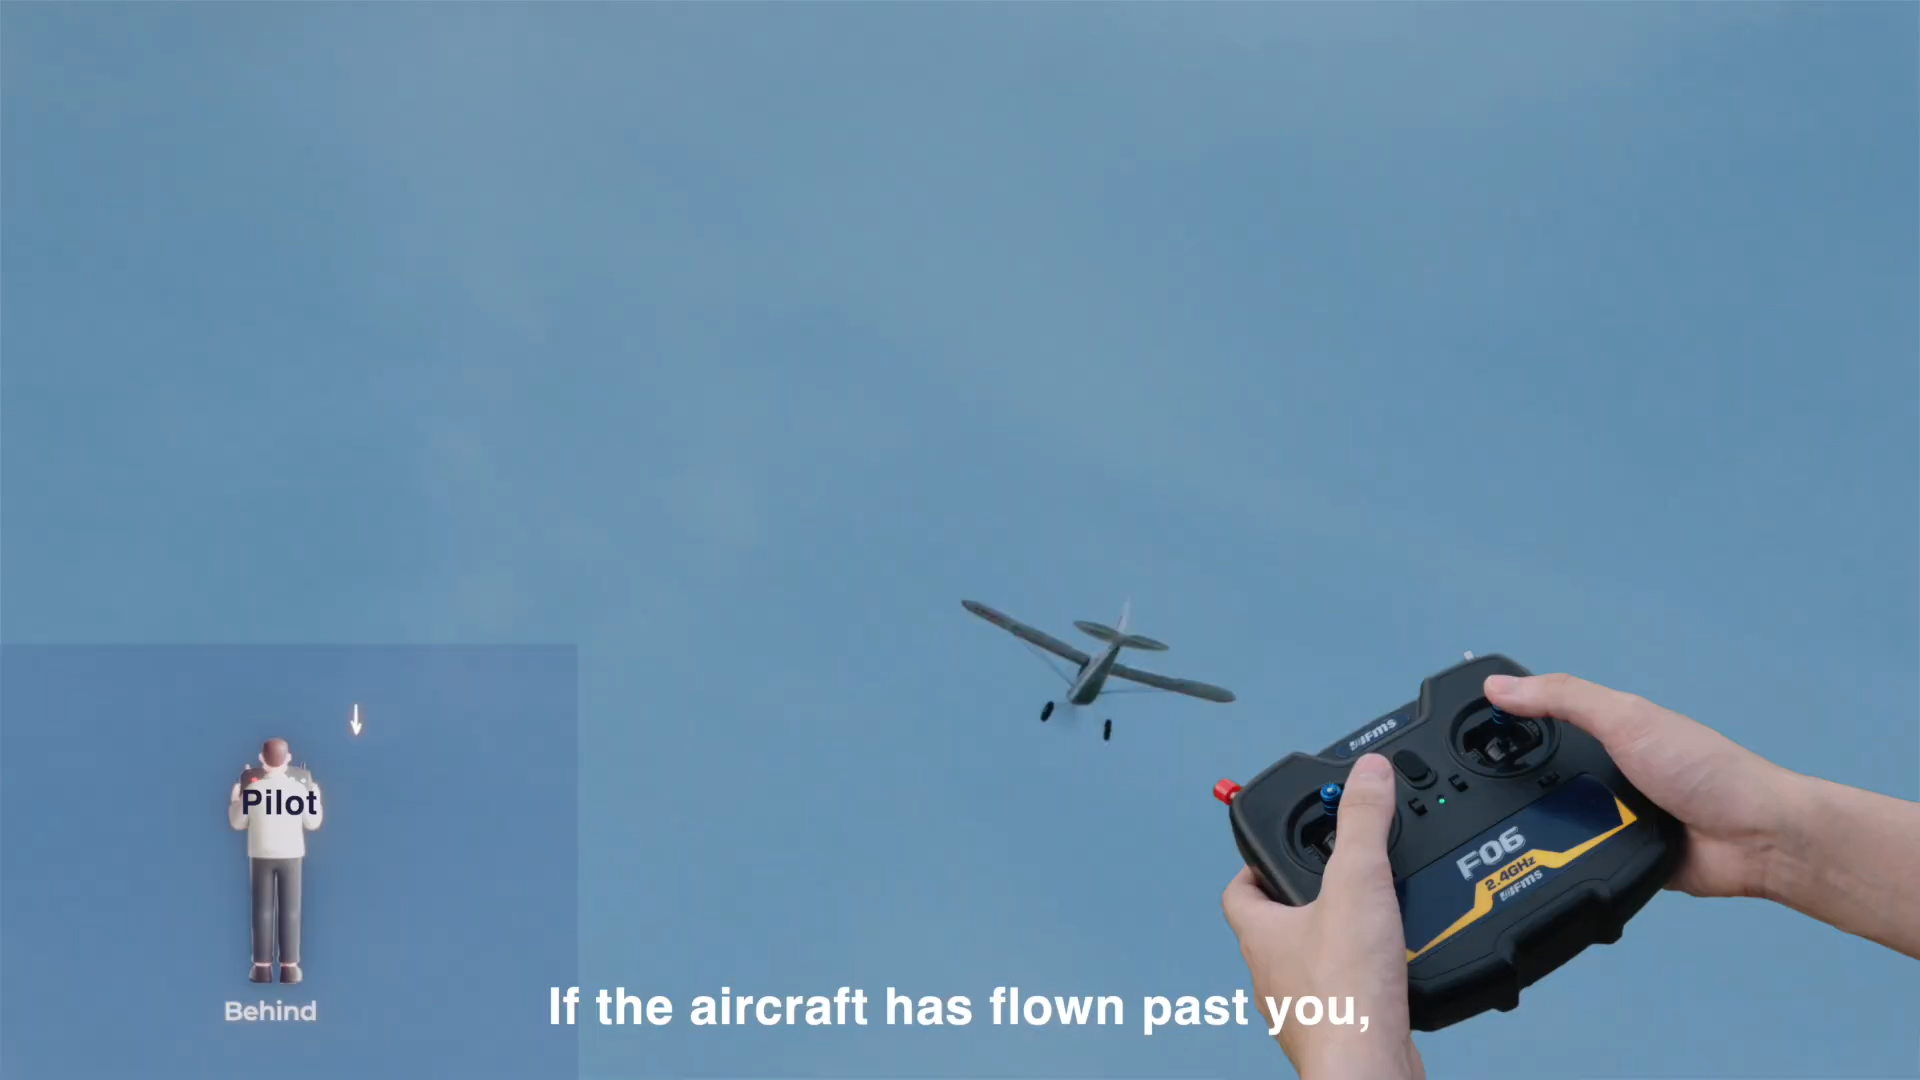 FMS
F06
2.4GHz
FMS
Pilot
Behind
If the aircraft has flown past you,